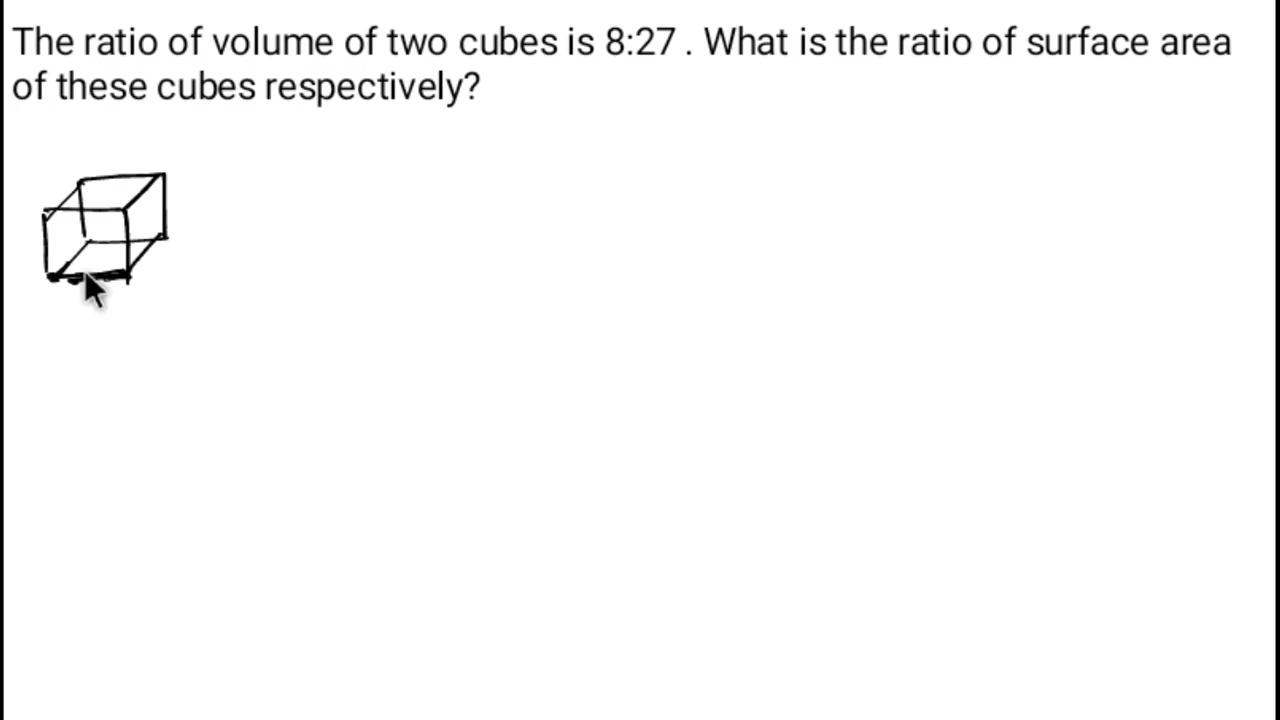 The ratio of volume of two cubes is 8:27 . What is the ratio of surface area
of these cubes respectively?